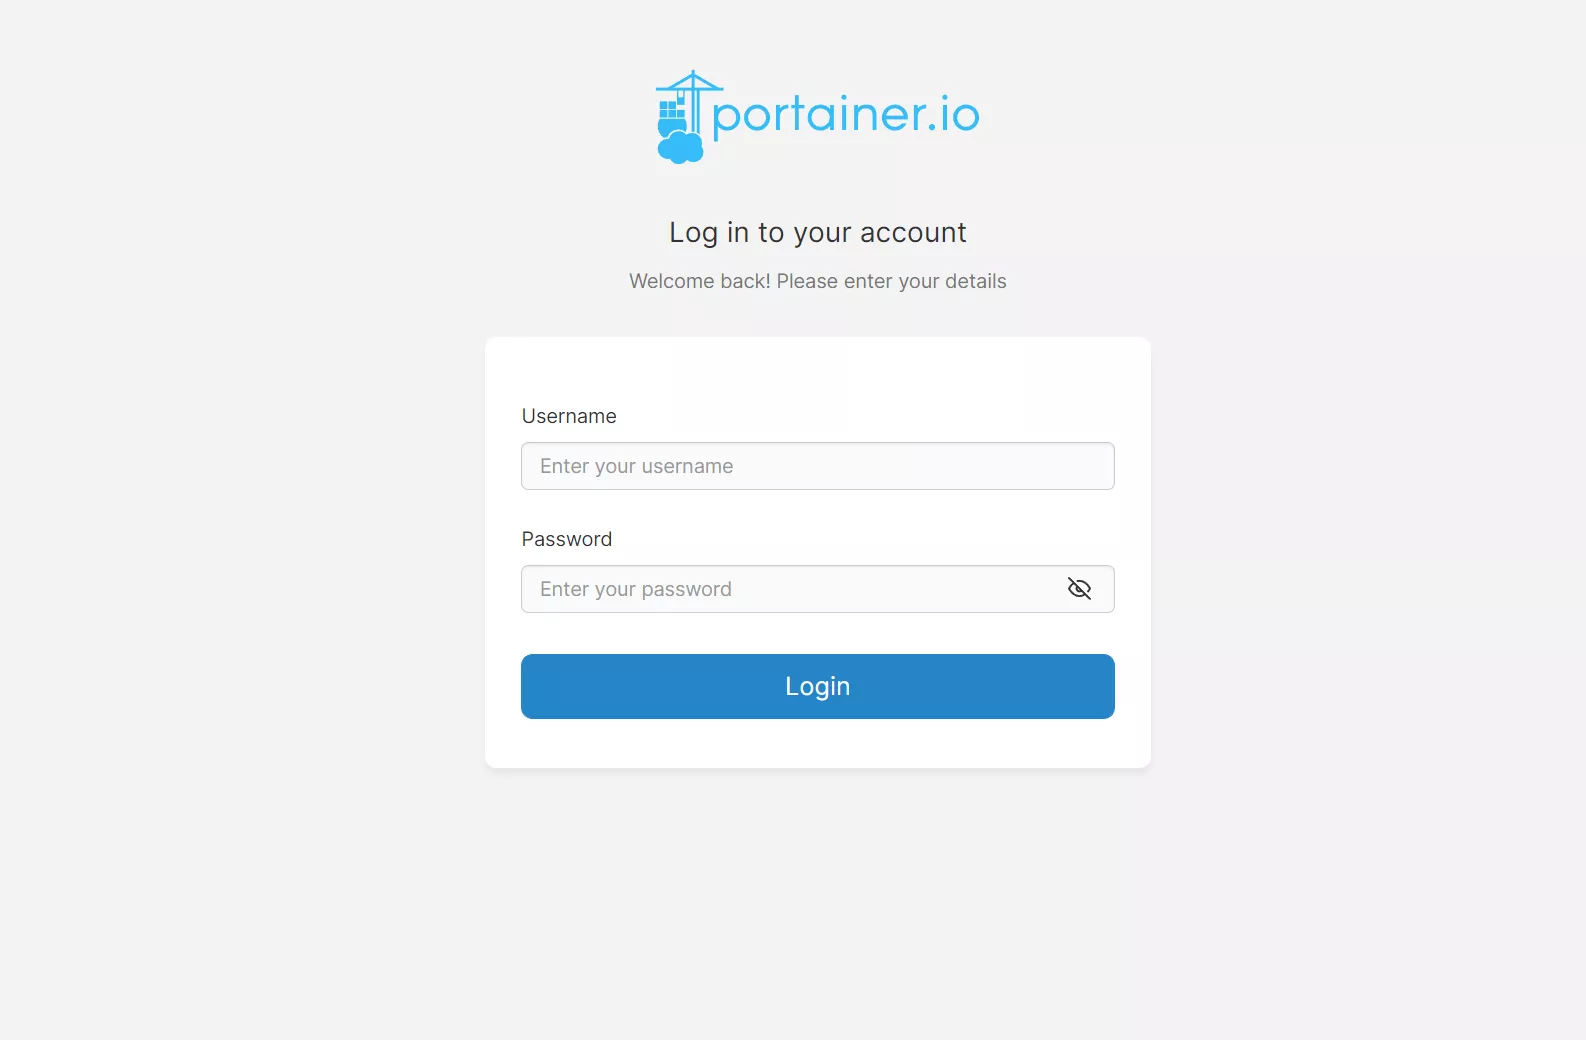 portainer.io
Log in to your account
Welcome back! Please enter your details
Username
Enter your username
Password
Enter your password
Login